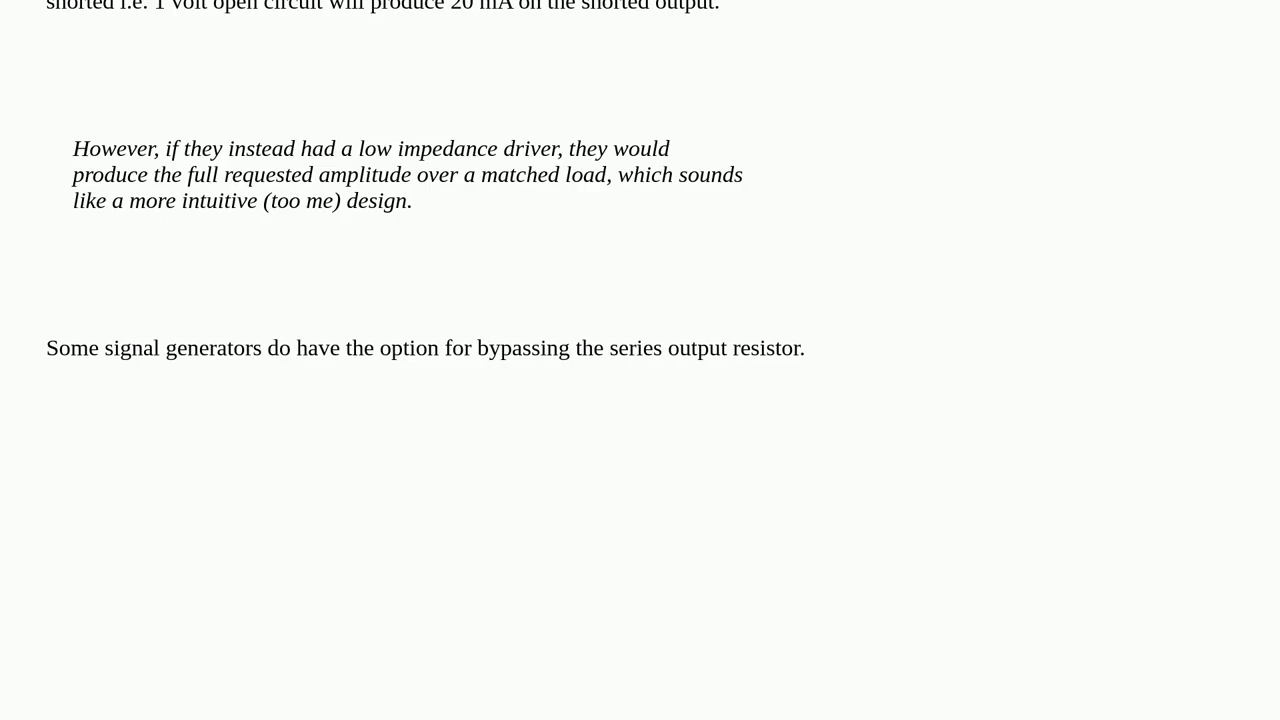 shorted i.e. 1 volt open circuit will produce 20 mA on the shorted output.
However, if they instead had a low impedance driver, they would
produce the full requested amplitude over a matched load, which sounds
like a more intuitive (too me) design.
Some signal generators do have the option for bypassing the series output resistor.